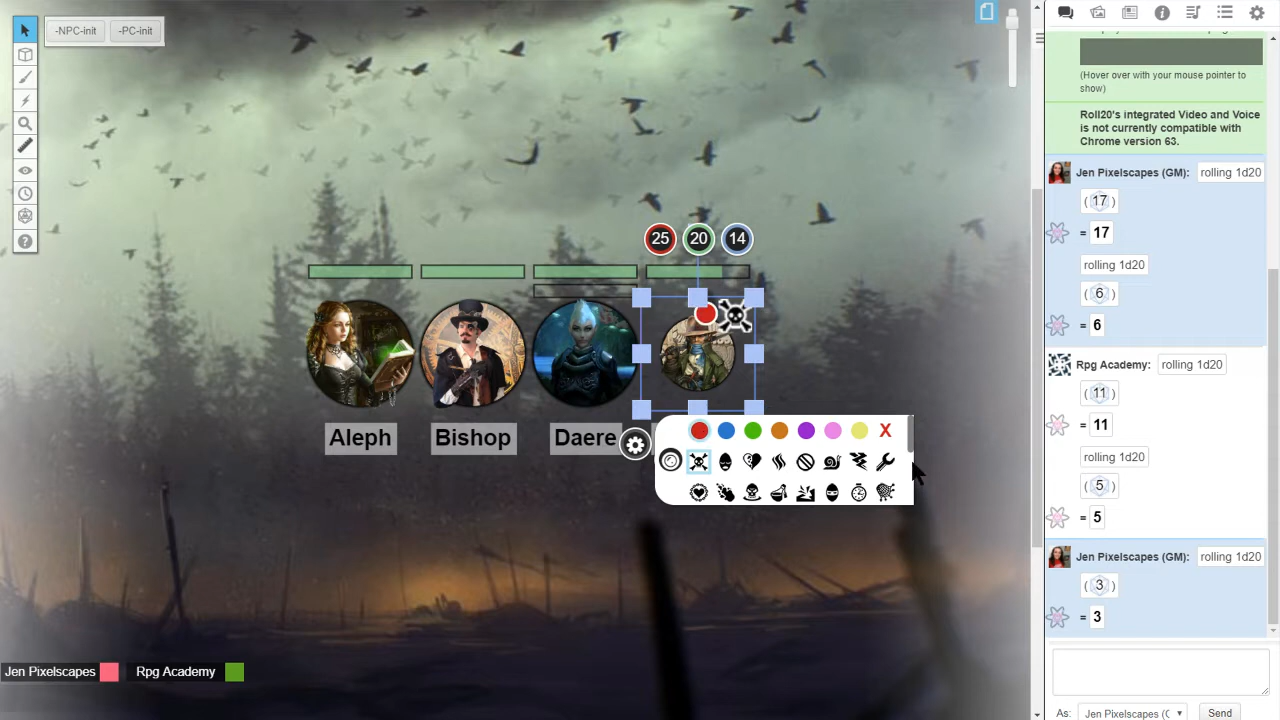 -NPC-init -PC-init
25 20 14
Aleph Bishop Daere
X
Jen Pixelscapes Rpg Academy
(Hover over with your mouse pointer to
show)
Roll20's integrated Video and Voice
is not currently compatible with
Chrome version 63.
Jen Pixelscapes (GM): rolling 1d20
(17)
= 17
rolling 1d20
(6)
= 6
Rpg Academy: rolling 1d20
(11)
= 11
rolling 1d20
(5)
= 5
Jen Pixelscapes (GM): rolling 1d20
(3)
= 3
As: Jen Pixelscapes (G Send